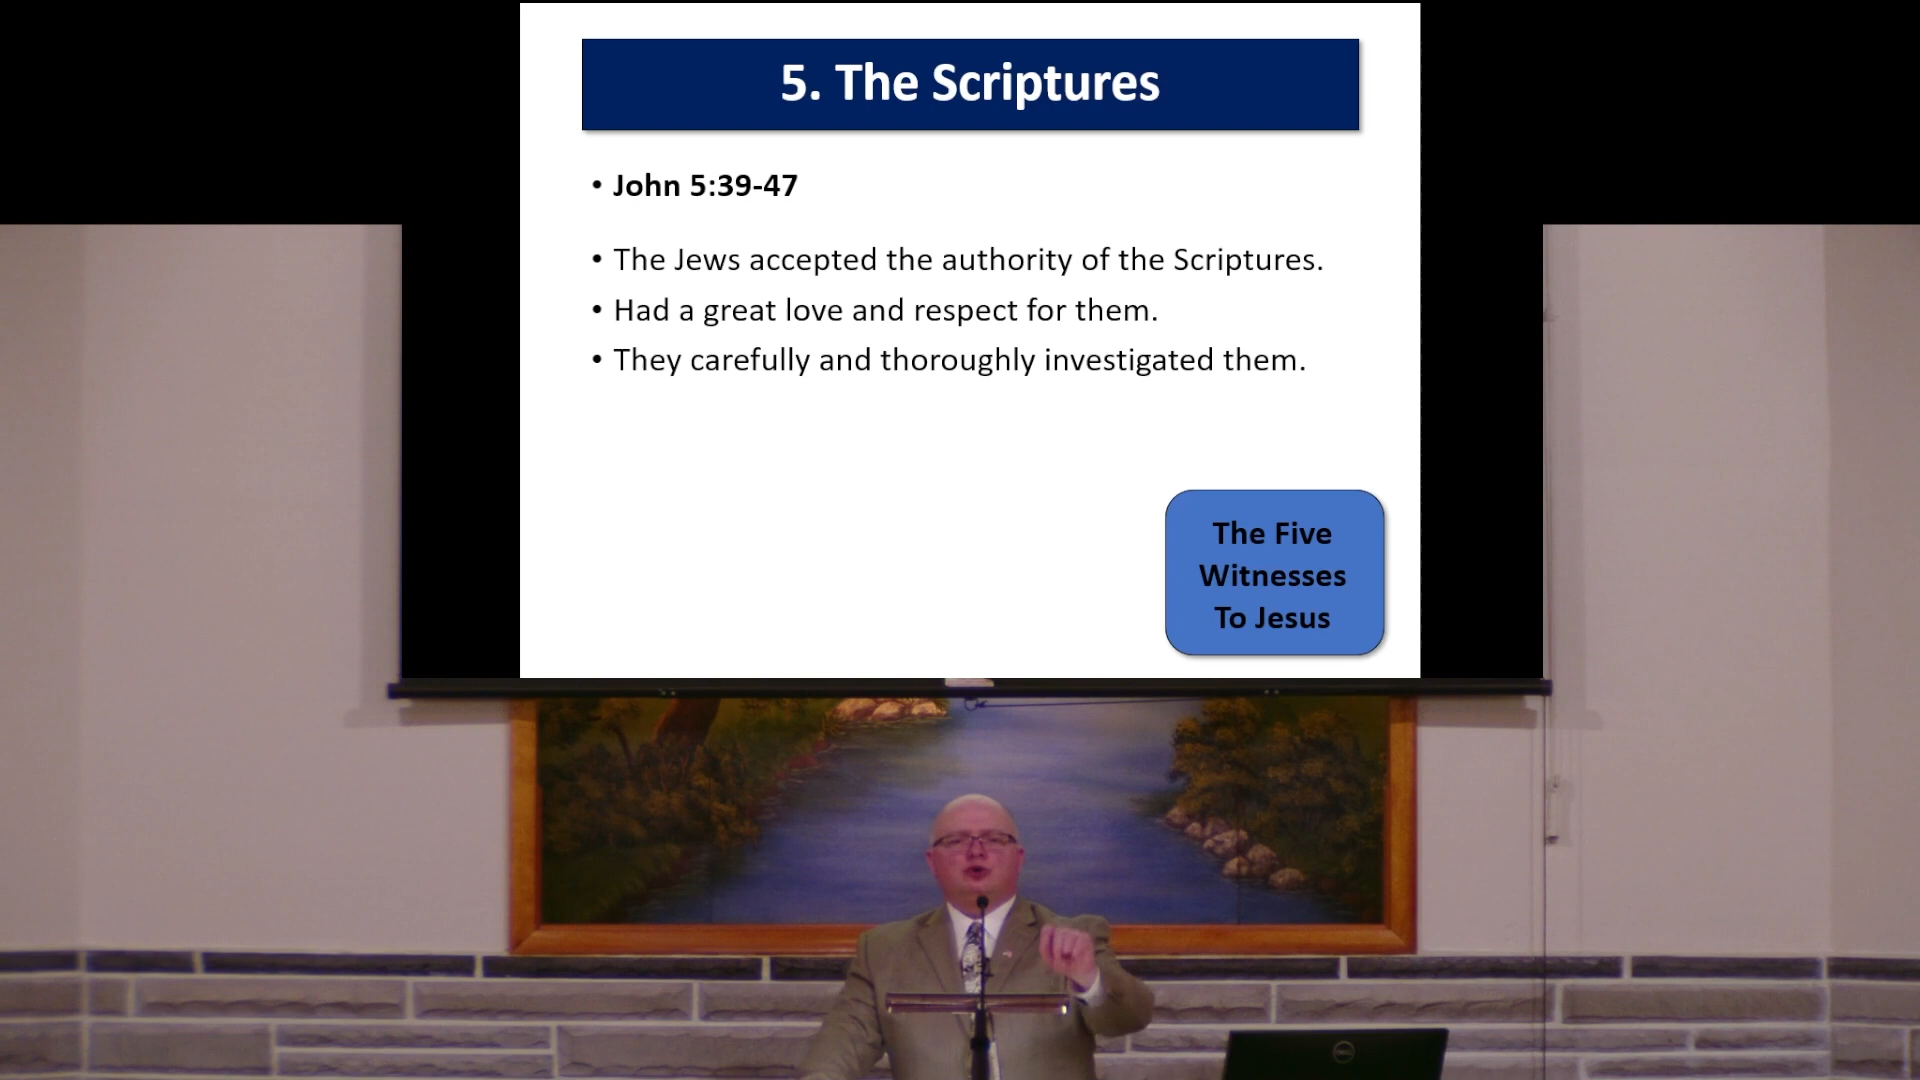 5. The Scriptures
• John 5:39-47
• The Jews accepted the authority of the Scriptures.
• Had a great love and respect for them.
• They carefully and thoroughly investigated them.
The Five
Witnesses
To Jesus
DELL